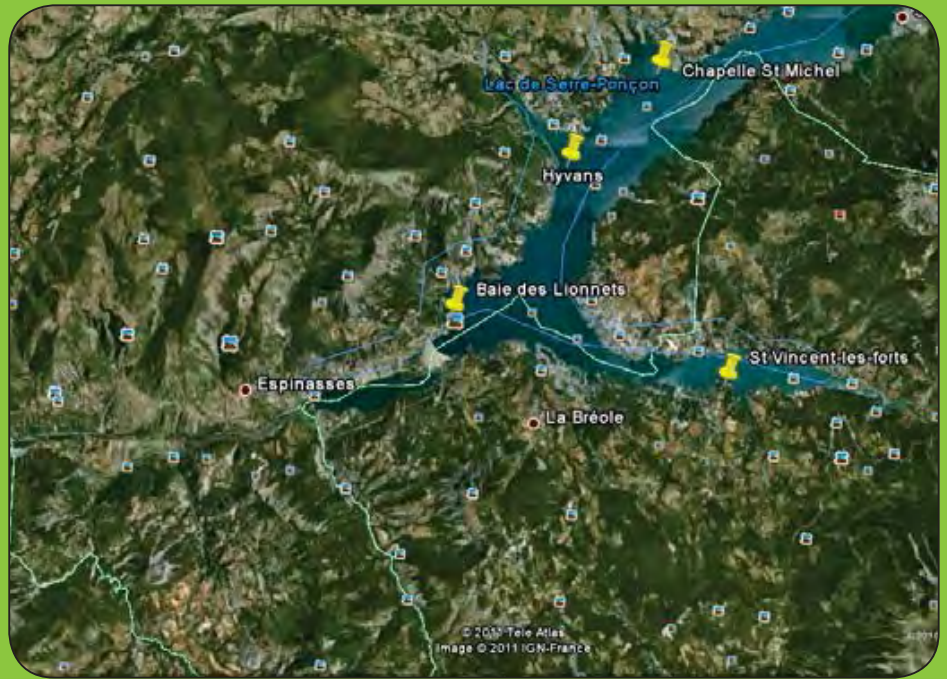 Chapelle St Michel
Lac de Serre-Ponçon
Hyvans
Baie des Lionnets
St Vincent-les-forts
Espinasses
La Bréole
© 2011 Tele Atlas
Image © 2011 IGN-France